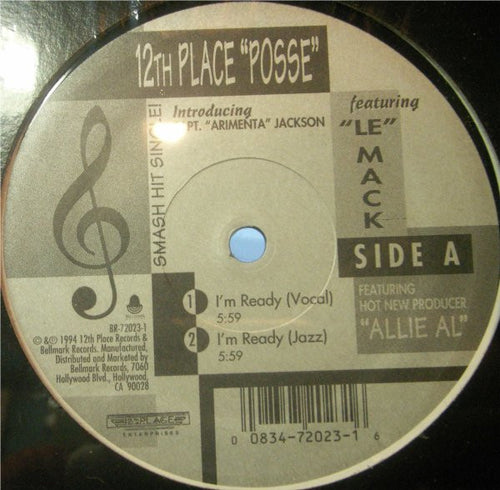 12TH PLACE "POSSE"
Introducing
PT. "ARIMENTA" JACKSON
featuring
"LE"
MACK
SMASH HIT SINGLE!
SIDE A
FEATURING
HOT NEW PRODUCER
"ALLIE AL"
1 I'm Ready (Vocal)
5:59
2 I'm Ready (Jazz)
5:59
BR-72023-1
© & ℗ 1994 12th Place Records &
Bellmark Records. Manufactured,
Distributed and Marketed by
Bellmark Records, 7060
Hollywood Blvd., Hollywood,
CA 90028
ENTERPRISES
0 0834-72023-1 6